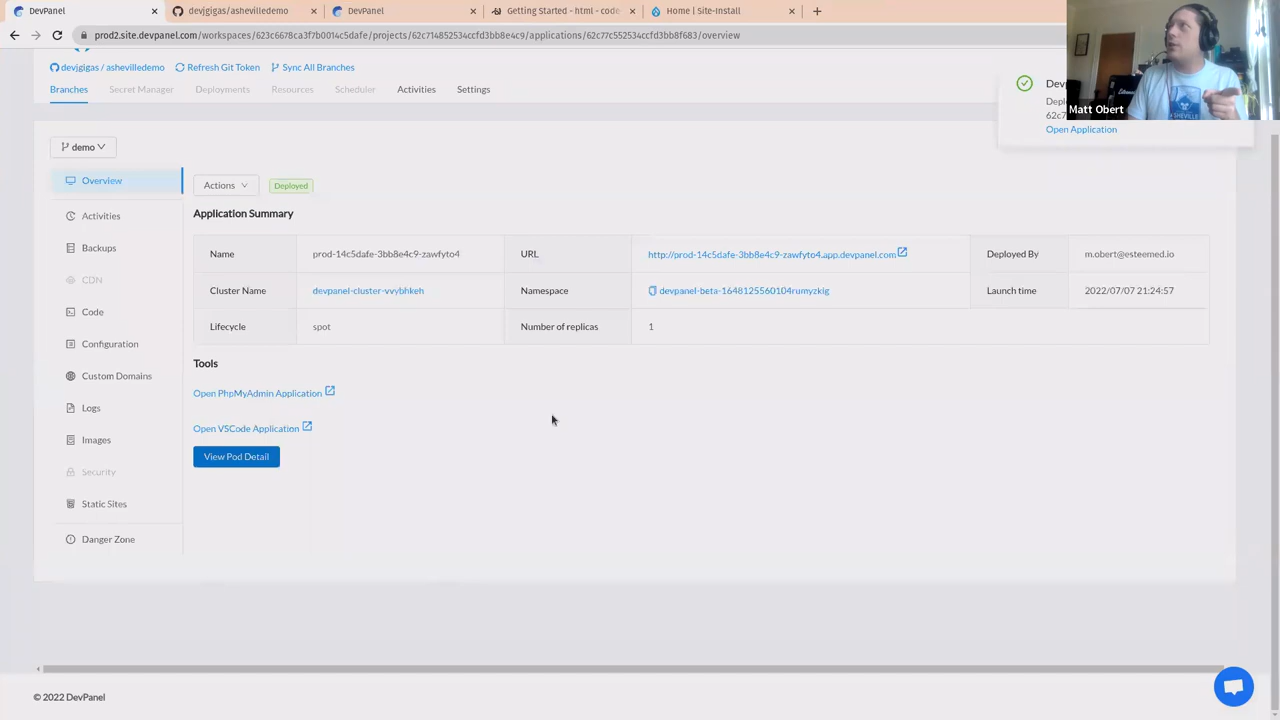 DevPanel
devjgigas/ashevilledemo
DevPanel
Getting Started - html - code
Home | Site-Install
prod2.site.devpanel.com/workspaces/623c6678ca3f7b0014c5dafe/projects/62c714852534ccfd3bb8e4c9/applications/62c77c552534ccfd3bb8f683/overview
devjgigas / ashevilledemo
Refresh Git Token
Sync All Branches
Branches
Secret Manager
Deployments
Resources
Scheduler
Activities
Settings
Matt Obert
Open Application
demo
Overview
Activities
Backups
CDN
Code
Configuration
Custom Domains
Logs
Images
Security
Static Sites
Danger Zone
Actions
Deployed
Application Summary
Name
prod-14c5dafe-3bb8e4c9-zawfyto4
URL
http://prod-14c5dafe-3bb8e4c9-zawfyto4.app.devpanel.com
Deployed By
m.obert@esteemed.io
Cluster Name
devpanel-cluster-vvybhkeh
Namespace
devpanel-beta-1648125560104rumyzkig
Launch time
2022/07/07 21:24:57
Lifecycle
spot
Number of replicas
1
Tools
Open PhpMyAdmin Application
Open VSCode Application
View Pod Detail
© 2022 DevPanel